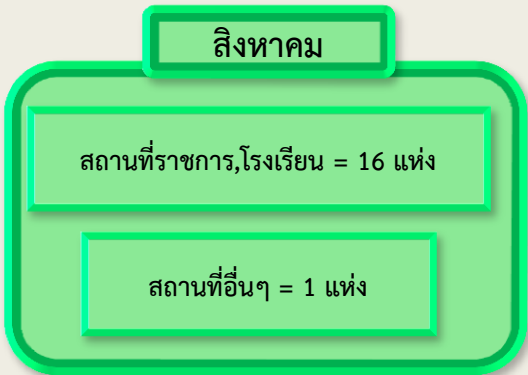 สิงหาคม
สถานที่ราชการ,โรงเรียน = 16 แห่ง
สถานที่อื่นๆ = 1 แห่ง